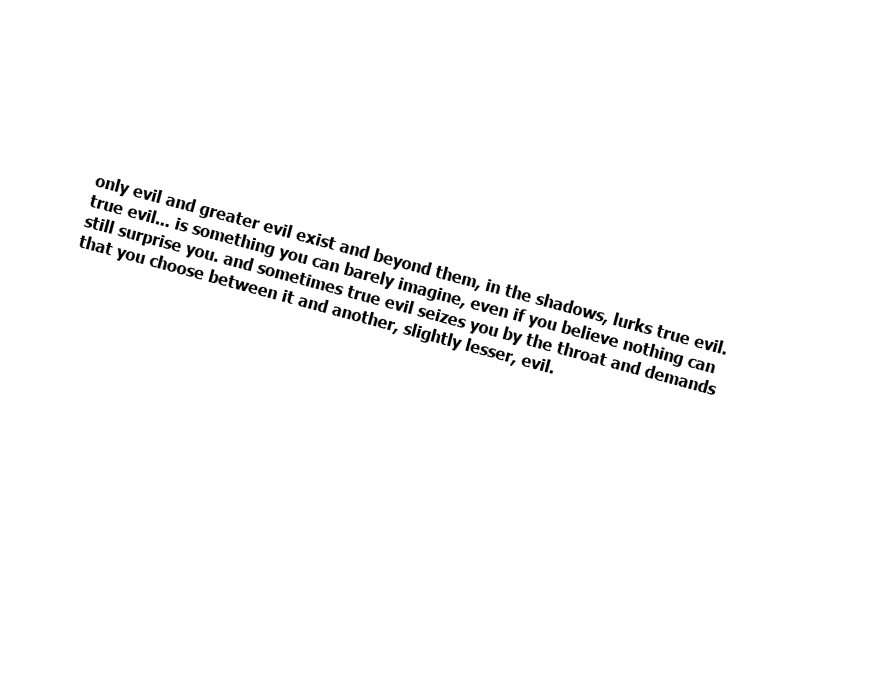 only evil and greater evil exist and beyond them, in the shadows, lurks true evil.
true evil... is something you can barely imagine, even if you believe nothing can
still surprise you. and sometimes true evil seizes you by the throat and demands
that you choose between it and another, slightly lesser, evil.